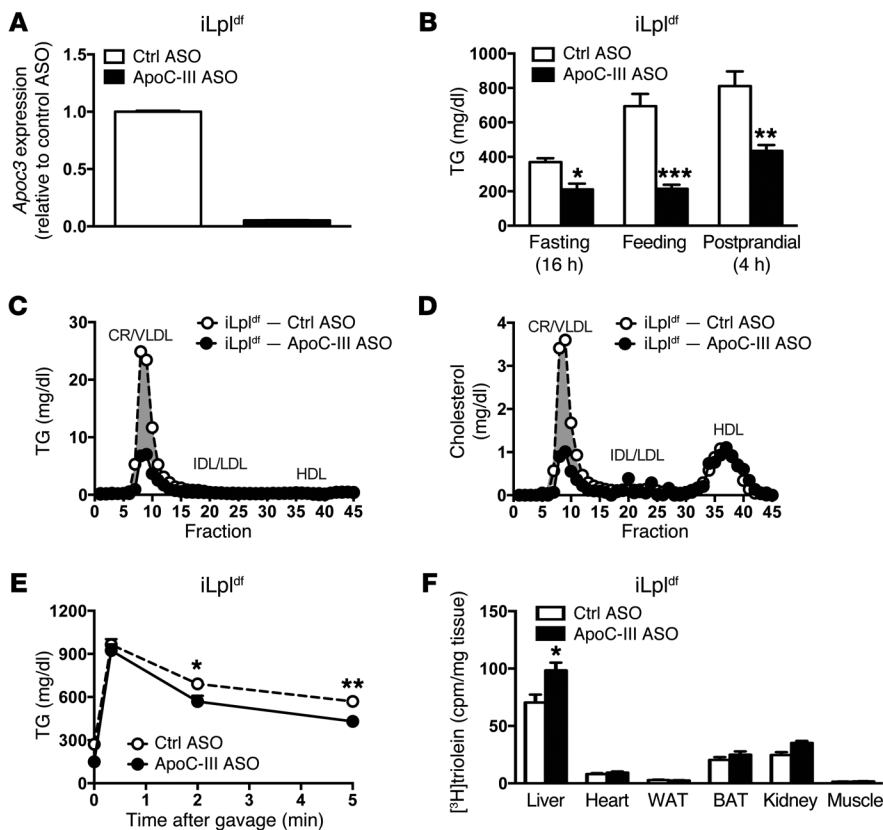 A
iLpl^df
Ctrl ASO
ApoC-III ASO
Apoc3 expression
(relative to control ASO)
1.5
1.0
0.5
0.0
B
iLpl^df
Ctrl ASO
ApoC-III ASO
TG (mg/dl)
1000
800
600
400
200
0
*
***
**
Fasting
(16 h)
Feeding
Postprandial
(4 h)
C
iLpl^df — Ctrl ASO
iLpl^df — ApoC-III ASO
CR/VLDL
IDL/LDL
HDL
TG (mg/dl)
30
20
10
0
0 5 10 15 20 25 30 35 40 45
Fraction
D
iLpl^df — Ctrl ASO
iLpl^df — ApoC-III ASO
CR/VLDL
IDL/LDL
HDL
Cholesterol
(mg/dl)
4
3
2
1
0
0 5 10 15 20 25 30 35 40 45
Fraction
E
iLpl^df
TG (mg/dl)
1200
900
600
300
0
*
**
Ctrl ASO
ApoC-III ASO
0 1 2 3 4 5
Time after gavage (min)
F
iLpl^df
Ctrl ASO
ApoC-III ASO
[³H]triolein (cpm/mg tissue)
150
100
50
0
*
Liver Heart WAT BAT Kidney Muscle